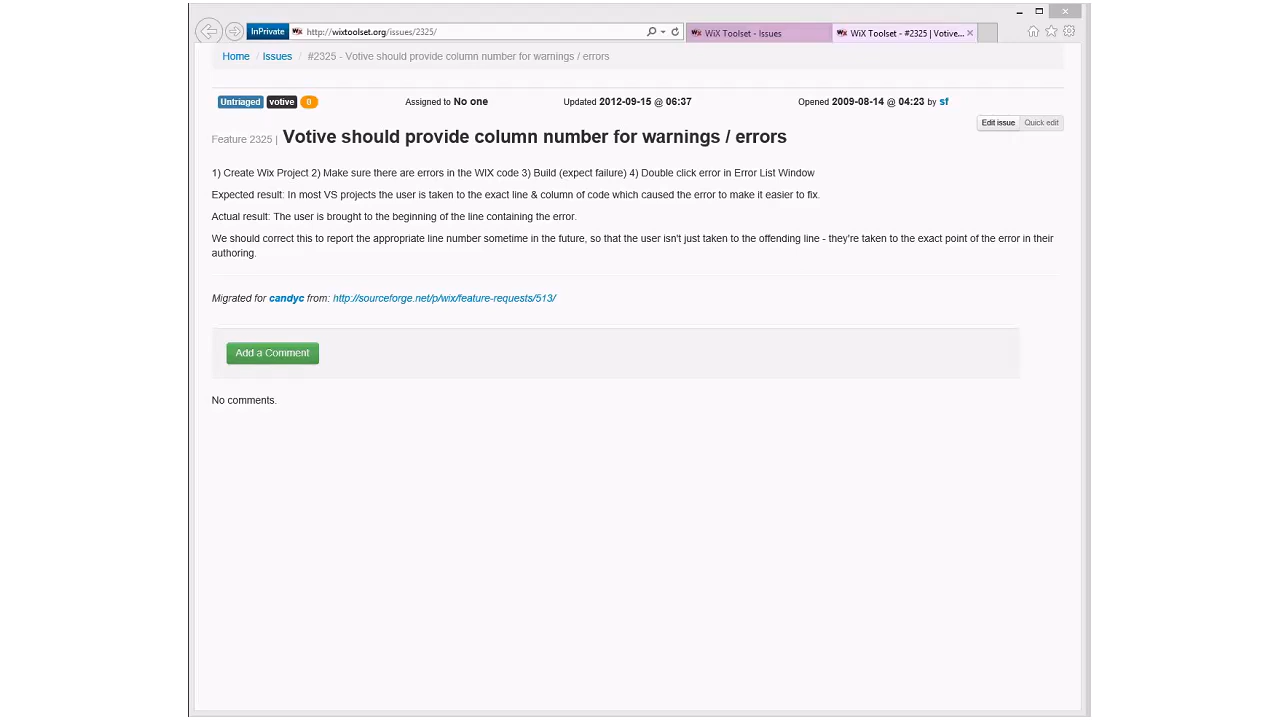 InPrivate http://wixtoolset.org/issues/2325/ WiX Toolset - Issues WiX Toolset - #2325 | Votive...
Home / Issues / #2325 - Votive should provide column number for warnings / errors
Untriaged votive 0 Assigned to No one Updated 2012-09-15 @ 06:37 Opened 2009-08-14 @ 04:23 by sf
Edit issue Quick edit
Feature 2325 | Votive should provide column number for warnings / errors
1) Create Wix Project 2) Make sure there are errors in the WIX code 3) Build (expect failure) 4) Double click error in Error List Window
Expected result: In most VS projects the user is taken to the exact line & column of code which caused the error to make it easier to fix.
Actual result: The user is brought to the beginning of the line containing the error.
We should correct this to report the appropriate line number sometime in the future, so that the user isn't just taken to the offending line - they're taken to the exact point of the error in their
authoring.
Migrated for candyc from: http://sourceforge.net/p/wix/feature-requests/513/
Add a Comment
No comments.